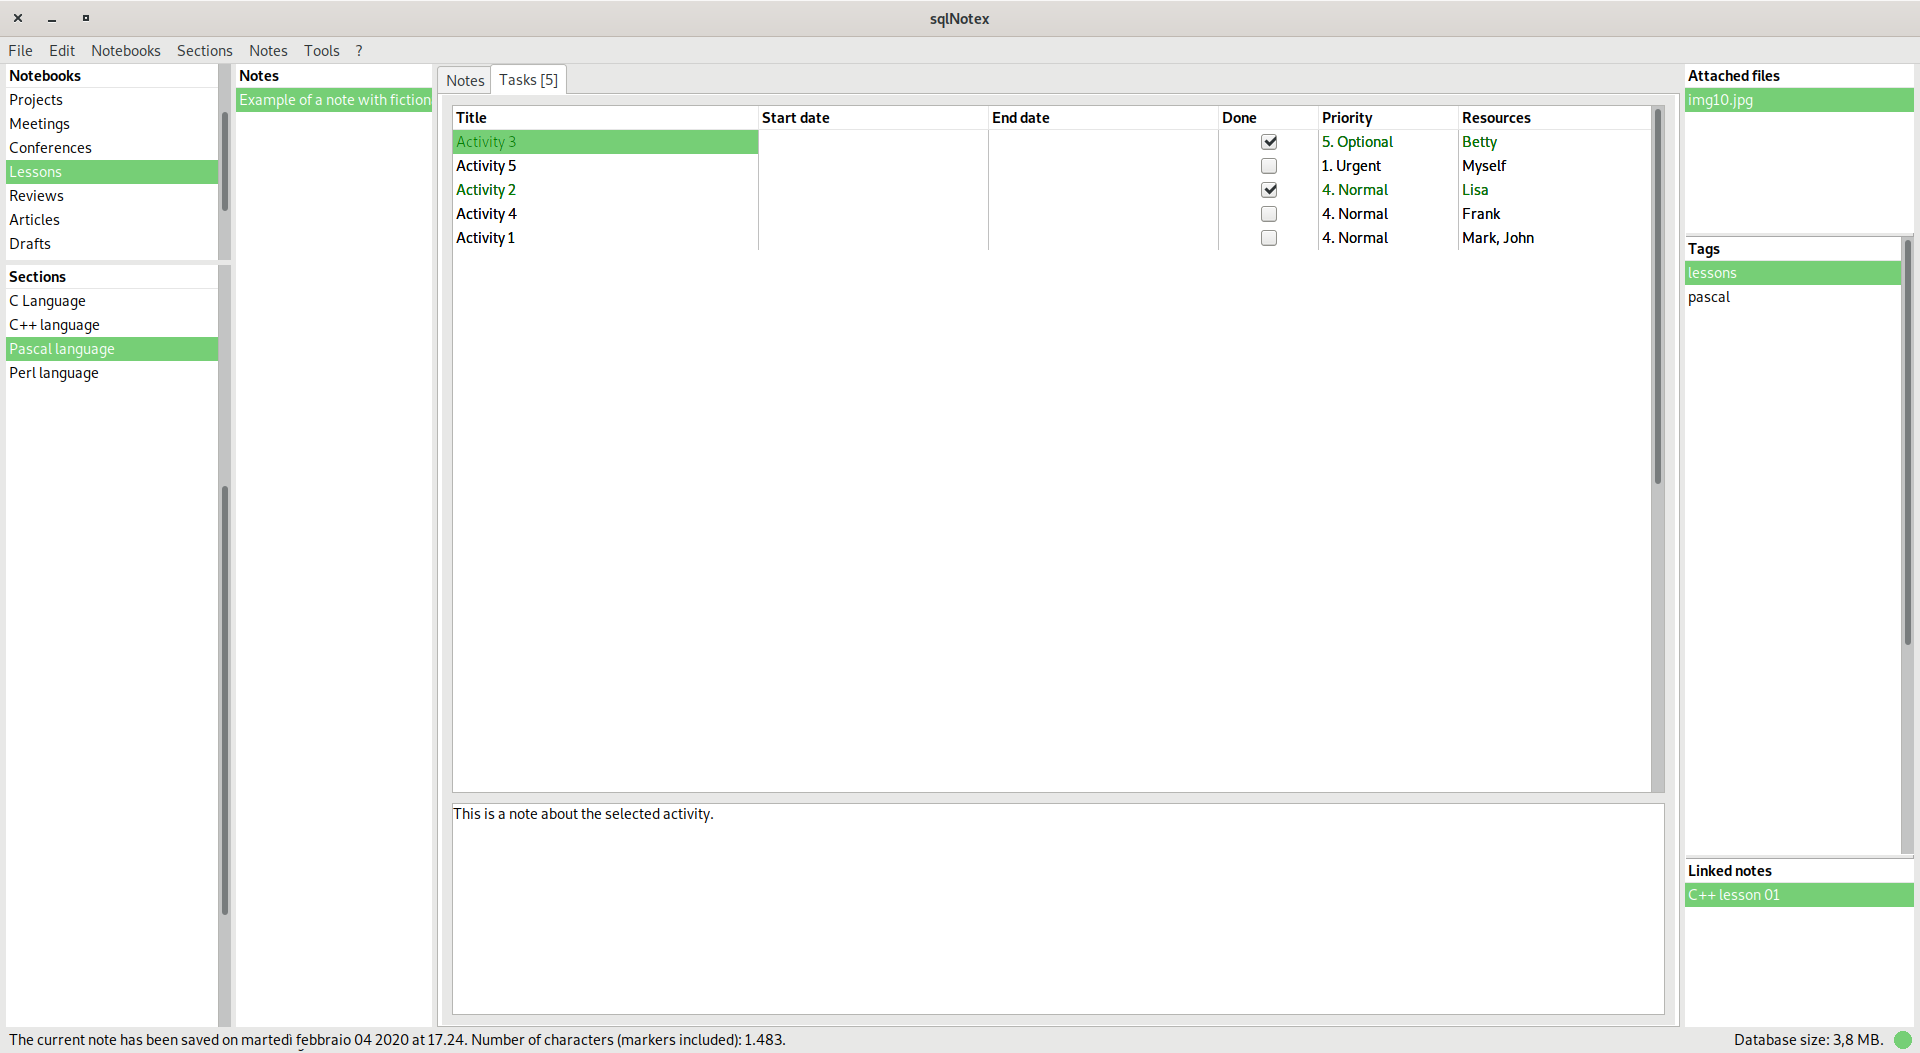 sqlNotex
File Edit Notebooks Sections Notes Tools ?
Notebooks
Projects
Meetings
Conferences
Lessons
Reviews
Articles
Drafts
Sections
C Language
C++ language
Pascal language
Perl language
Notes
Example of a note with fiction
Notes Tasks [5]
Title Start date End date Done Priority Resources
Activity 3 5. Optional Betty
Activity 5 1. Urgent Myself
Activity 2 4. Normal Lisa
Activity 4 4. Normal Frank
Activity 1 4. Normal Mark, John
This is a note about the selected activity.
Attached files
img10.jpg
Tags
lessons
pascal
Linked notes
C++ lesson 01
The current note has been saved on martedì febbraio 04 2020 at 17.24. Number of characters (markers included): 1.483.
Database size: 3,8 MB.